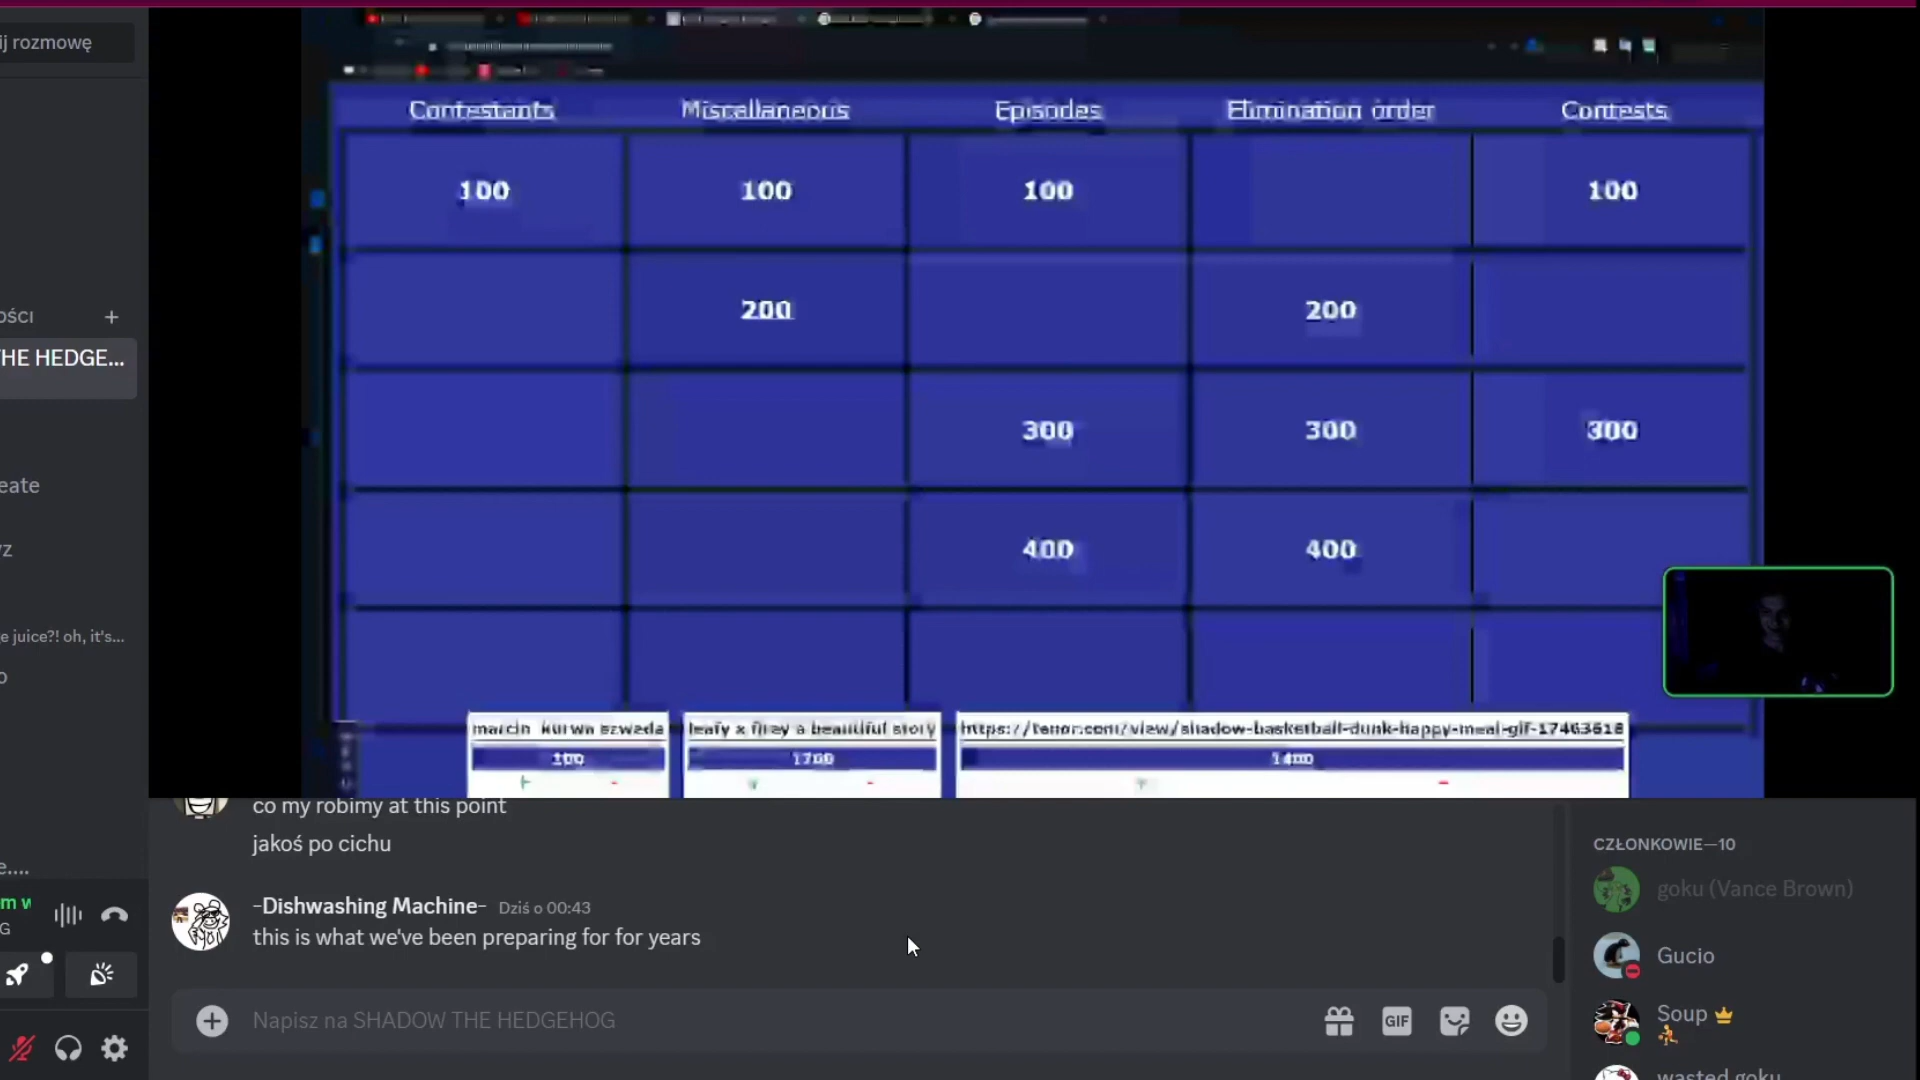 ij rozmowę
ości
THE HEDGE...
eate
yz
e juice?! oh, it's...
o
e....
m w
G
Contestants Miscellaneous Episodes Elimination order Contests
100 100 100 100
200 200
300 300 300
400 400
marcin kurwa szweda
100
+ -
leafy x firey a beautiful story
1700
-
https://tenor.com/view/shadow-basketball-dunk-happy-meal-gif-17463618
1400
-
co my robimy at this point
jakoś po cichu
-Dishwashing Machine- Dziś o 00:43
this is what we've been preparing for for years
Napisz na SHADOW THE HEDGEHOG
GIF
CZŁONKOWIE—10
goku (Vance Brown)
Gucio
Soup
wasted goku